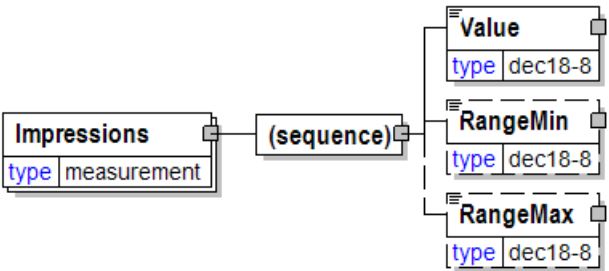 Value
type dec18-8
RangeMin
type dec18-8
Impressions
type measurement
(sequence)
RangeMax
type dec18-8